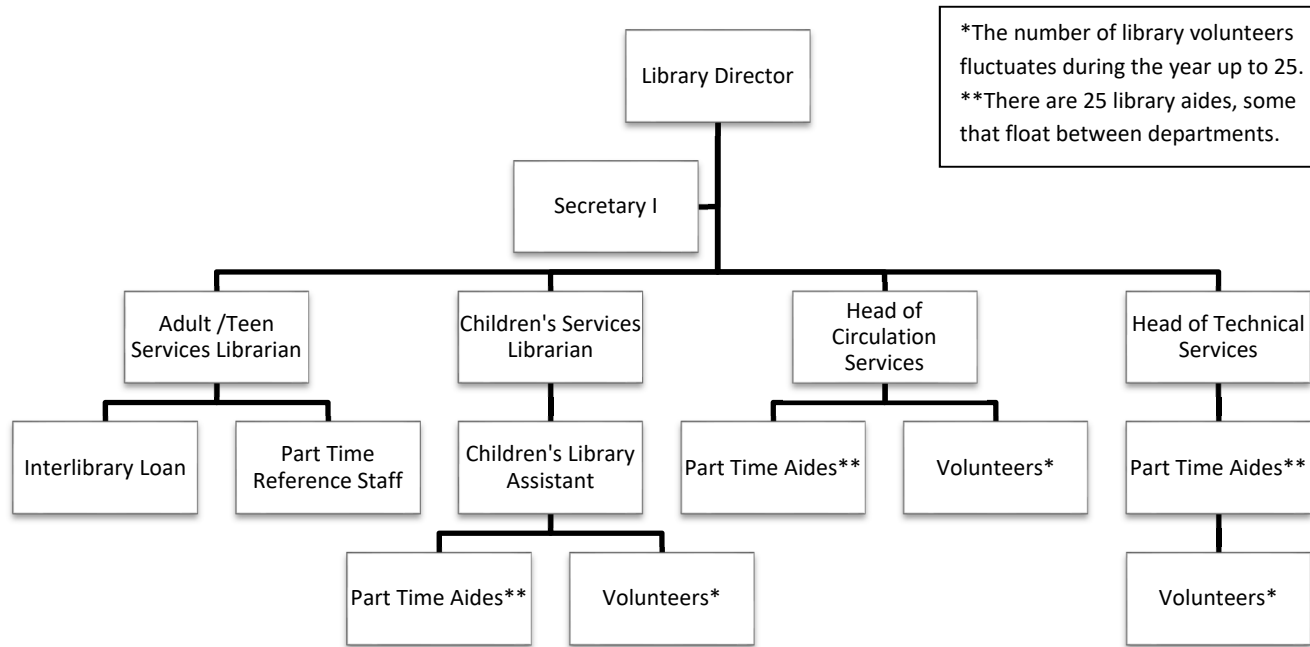 *The number of library volunteers
fluctuates during the year up to 25.
**There are 25 library aides, some
that float between departments.
Library Director
Secretary I
Adult /Teen
Services Librarian
Children's Services
Librarian
Head of
Circulation
Services
Head of Technical
Services
Interlibrary Loan
Part Time
Reference Staff
Children's Library
Assistant
Part Time Aides**
Volunteers*
Part Time Aides**
Part Time Aides**
Volunteers*
Volunteers*